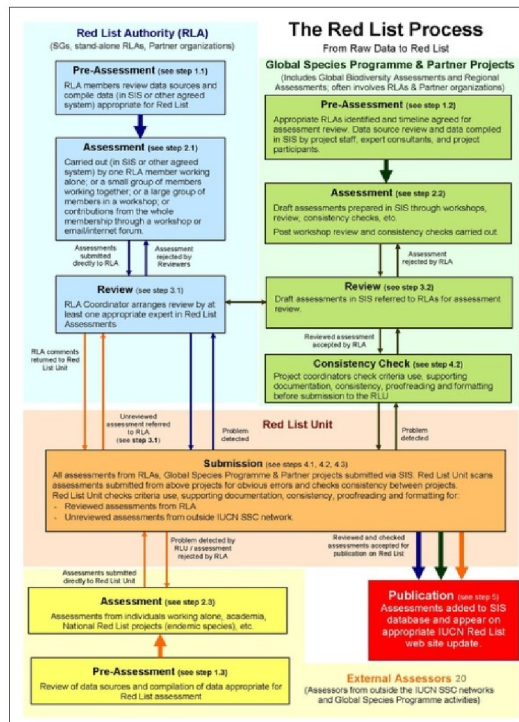 Red List Authority (RLA)
(SGs, stand-alone RLAs, Partner organizations)
Pre-Assessment (see step 1.1)
RLA members review data sources and
compile data (in SIS or other agreed
system) appropriate for Red List
Assessment (see step 2.1)
Carried out (in SIS or other agreed
system) by one RLA member working
alone; or a small group of members
working together; or a large group of
members in a workshop; or
contributions from the whole
membership through a workshop or
email/internet forum.
Assessments
submitted
directly to RLA
Assessment
rejected by
Reviewers
Review (see step 3.1)
RLA Coordinator arranges review by at
least one appropriate expert in Red List
Assessments
RLA comments
returned to Red
List Unit
Unreviewed
assessment referred
to RLA
(see step 3.1)
Problem
detected
The Red List Process
From Raw Data to Red List
Global Species Programme & Partner Projects
(Includes Global Biodiversity Assessments and Regional
Assessments; often involves RLAs & Partner organizations)
Pre-Assessment (see step 1.2)
Appropriate RLAs identified and timeline agreed for
assessment review. Data source review and data compiled
in SIS by project staff, expert consultants, and project
participants.
Assessment (see step 2.2)
Draft assessments prepared in SIS through workshops,
review, consistency checks, etc.
Post workshop review and consistency checks carried out
Assessment
rejected by RLA
Review (see step 3.2)
Draft assessments in SIS referred to RLAs for assessment
review.
Reviewed assessment
accepted by RLA
Consistency Check (see step 4.2)
Project coordinators check criteria use, supporting
documentation, consistency, proofreading and formatting
before submission to the RLU
Problem
detected
Red List Unit
Submission (see steps 4.1, 4.2, 4.3)
All assessments from RLAs, Global Species Programme & Partner projects submitted via SIS. Red List Unit scans
assessments submitted from above projects for obvious errors and checks consistency between projects.
Red List Unit checks criteria use, supporting documentation, consistency, proofreading and formatting for:
- Reviewed assessments from RLA
- Unreviewed assessments from outside IUCN SSC network.
Assessments submitted
directly to Red List Unit
Problem detected by
RLU / assessment
rejected by RLA
Reviewed and checked
assessments accepted for
publication on Red List
Assessment (see step 2.3)
Assessments from individuals working alone, academia,
National Red List projects (endemic species), etc.
Pre-Assessment (see step 1.3)
Review of data sources and compilation of data appropriate for
Red List assessment
Publication (see step 5)
Assessments added to SIS
database and appear on
appropriate IUCN Red List
web site update.
External Assessors 20
(Assessors from outside the IUCN SSC networks
and Global Species Programme activities)